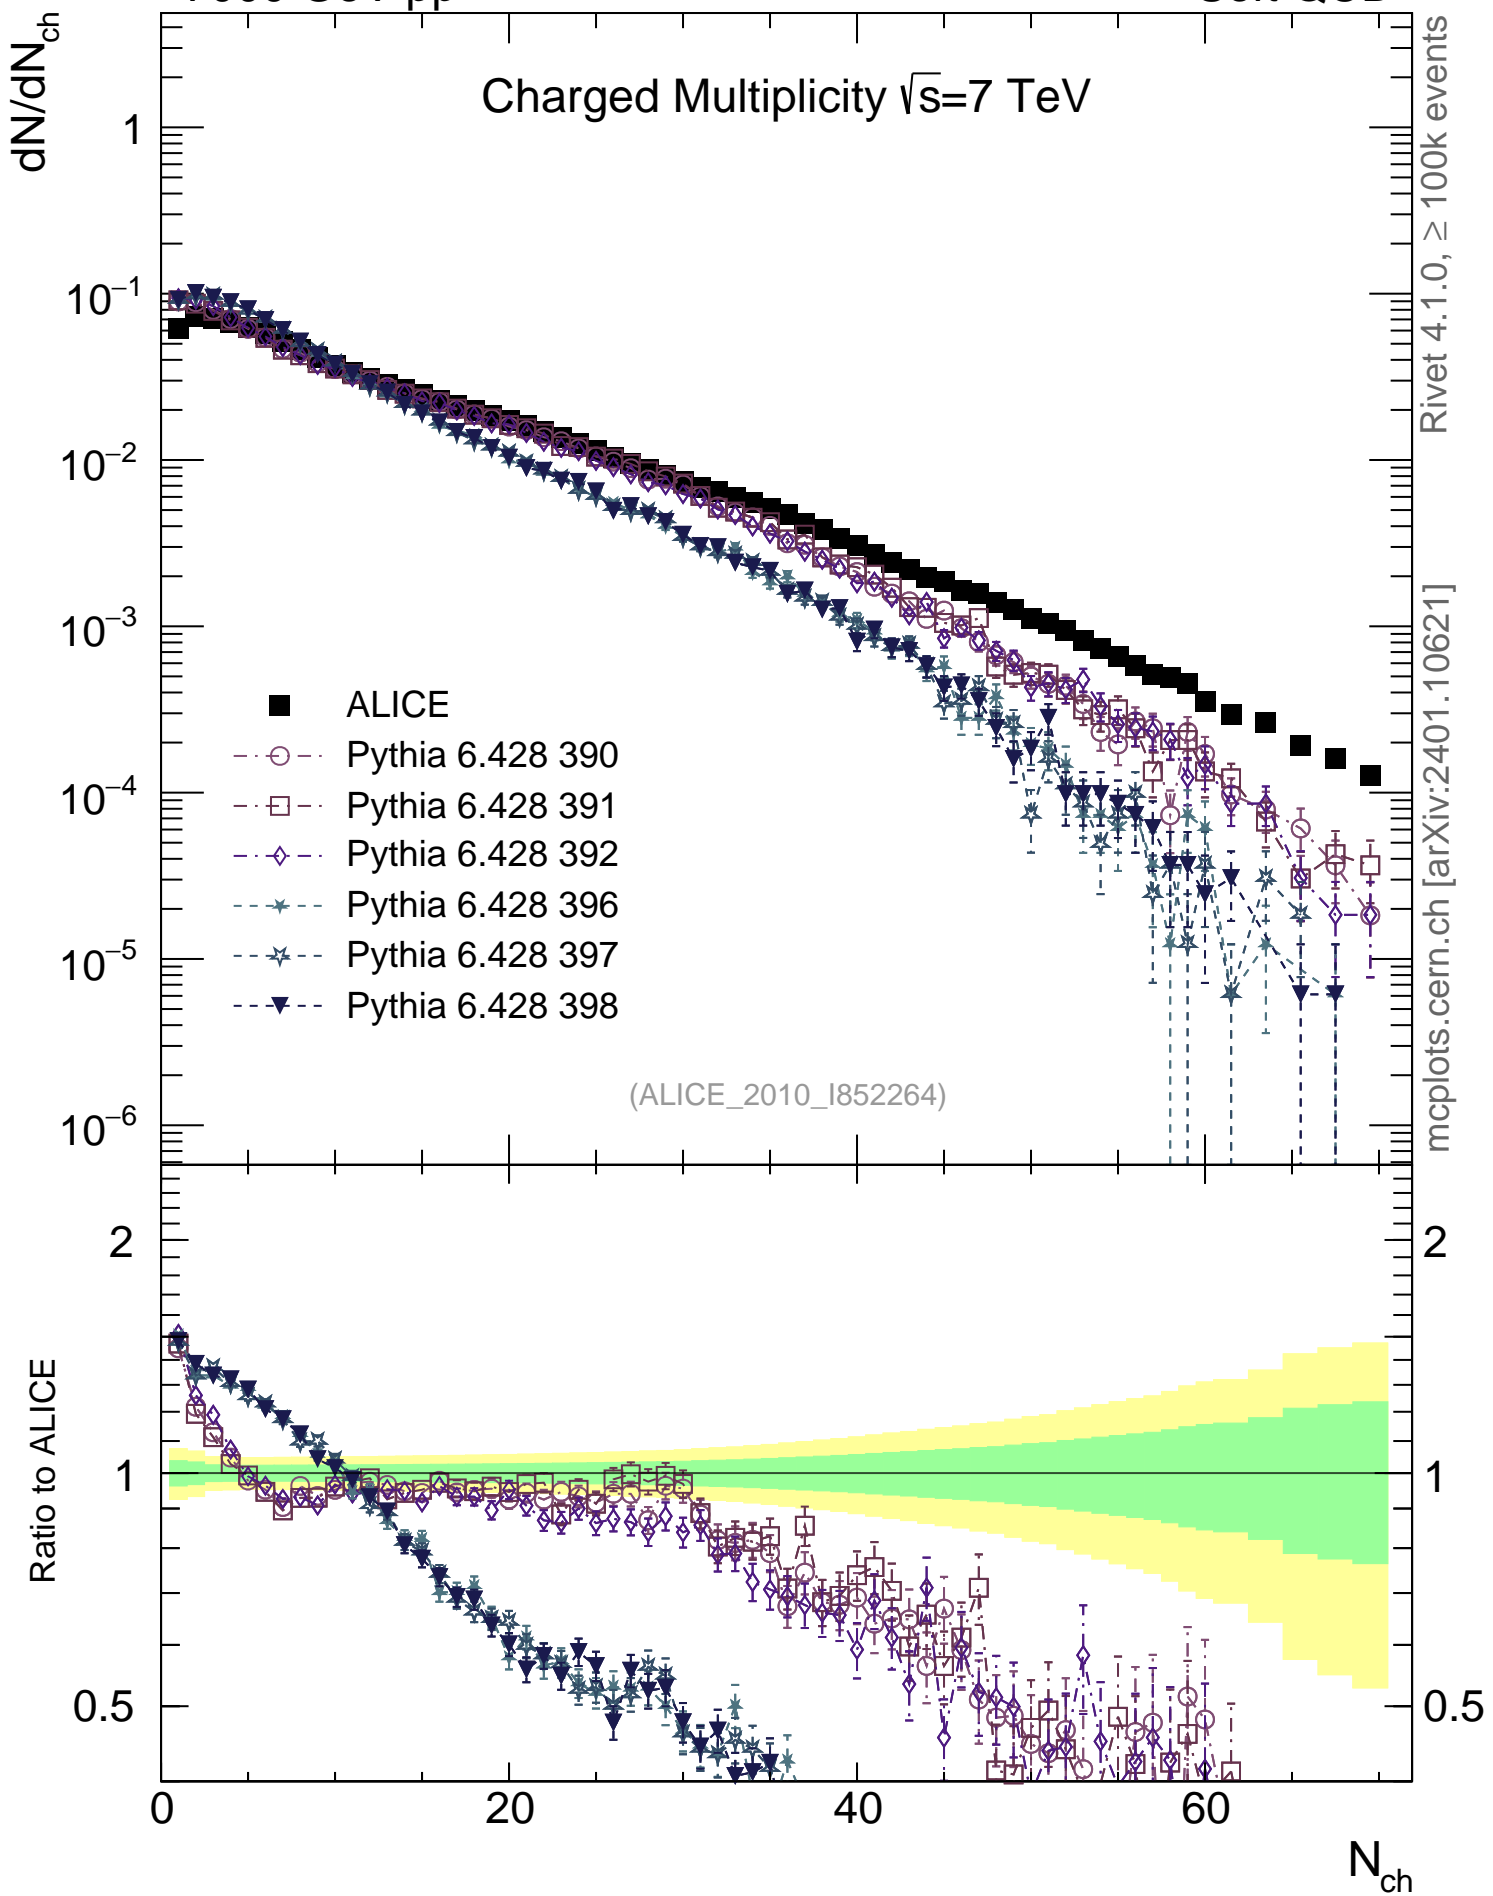 dN/dN_ch
Charged Multiplicity √s=7 TeV
1
10⁻¹
10⁻²
10⁻³
10⁻⁴
10⁻⁵
10⁻⁶
ALICE
Pythia 6.428 390
Pythia 6.428 391
Pythia 6.428 392
Pythia 6.428 396
Pythia 6.428 397
Pythia 6.428 398
(ALICE_2010_I852264)
Rivet 4.1.0, ≥ 100k events
mcplots.cern.ch [arXiv:2401.10621]
Ratio to ALICE
2
1
0.5
2
1
0.5
0 20 40 60
N_ch